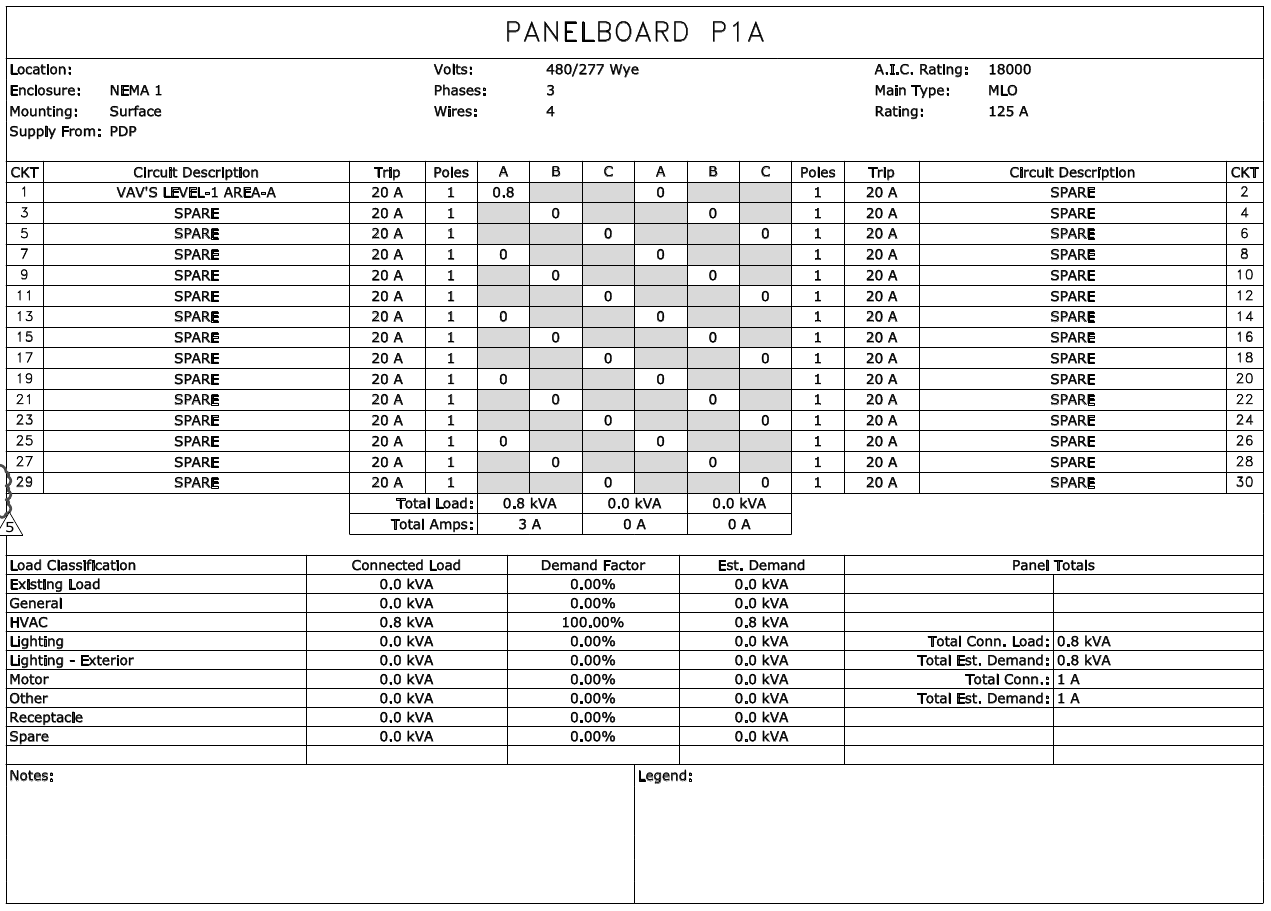 PANELBOARD P1A
Location: Volts: 480/277 Wye A.I.C. Rating: 18000
Enclosure: NEMA 1 Phases: 3 Main Type: MLO
Mounting: Surface Wires: 4 Rating: 125 A
Supply From: PDP
CKT Circuit Description Trip Poles A B C A B C Poles Trip Circuit Description CKT
1 VAV'S LEVEL-1 AREA-A 20 A 1 0.8 0 1 20 A SPARE 2
3 SPARE 20 A 1 0 0 1 20 A SPARE 4
5 SPARE 20 A 1 0 0 1 20 A SPARE 6
7 SPARE 20 A 1 0 0 1 20 A SPARE 8
9 SPARE 20 A 1 0 0 1 20 A SPARE 10
11 SPARE 20 A 1 0 0 1 20 A SPARE 12
13 SPARE 20 A 1 0 0 1 20 A SPARE 14
15 SPARE 20 A 1 0 0 1 20 A SPARE 16
17 SPARE 20 A 1 0 0 1 20 A SPARE 18
19 SPARE 20 A 1 0 0 1 20 A SPARE 20
21 SPARE 20 A 1 0 0 1 20 A SPARE 22
23 SPARE 20 A 1 0 0 1 20 A SPARE 24
25 SPARE 20 A 1 0 0 1 20 A SPARE 26
27 SPARE 20 A 1 0 0 1 20 A SPARE 28
29 SPARE 20 A 1 0 0 1 20 A SPARE 30
Total Load: 0.8 kVA 0.0 kVA 0.0 kVA
Total Amps: 3 A 0 A 0 A
5
Load Classification Connected Load Demand Factor Est. Demand Panel Totals
Existing Load 0.0 kVA 0.00% 0.0 kVA
General 0.0 kVA 0.00% 0.0 kVA
HVAC 0.8 kVA 100.00% 0.8 kVA
Lighting 0.0 kVA 0.00% 0.0 kVA Total Conn. Load: 0.8 kVA
Lighting - Exterior 0.0 kVA 0.00% 0.0 kVA Total Est. Demand: 0.8 kVA
Motor 0.0 kVA 0.00% 0.0 kVA Total Conn.: 1 A
Other 0.0 kVA 0.00% 0.0 kVA Total Est. Demand: 1 A
Receptacle 0.0 kVA 0.00% 0.0 kVA
Spare 0.0 kVA 0.00% 0.0 kVA
Notes: Legend: